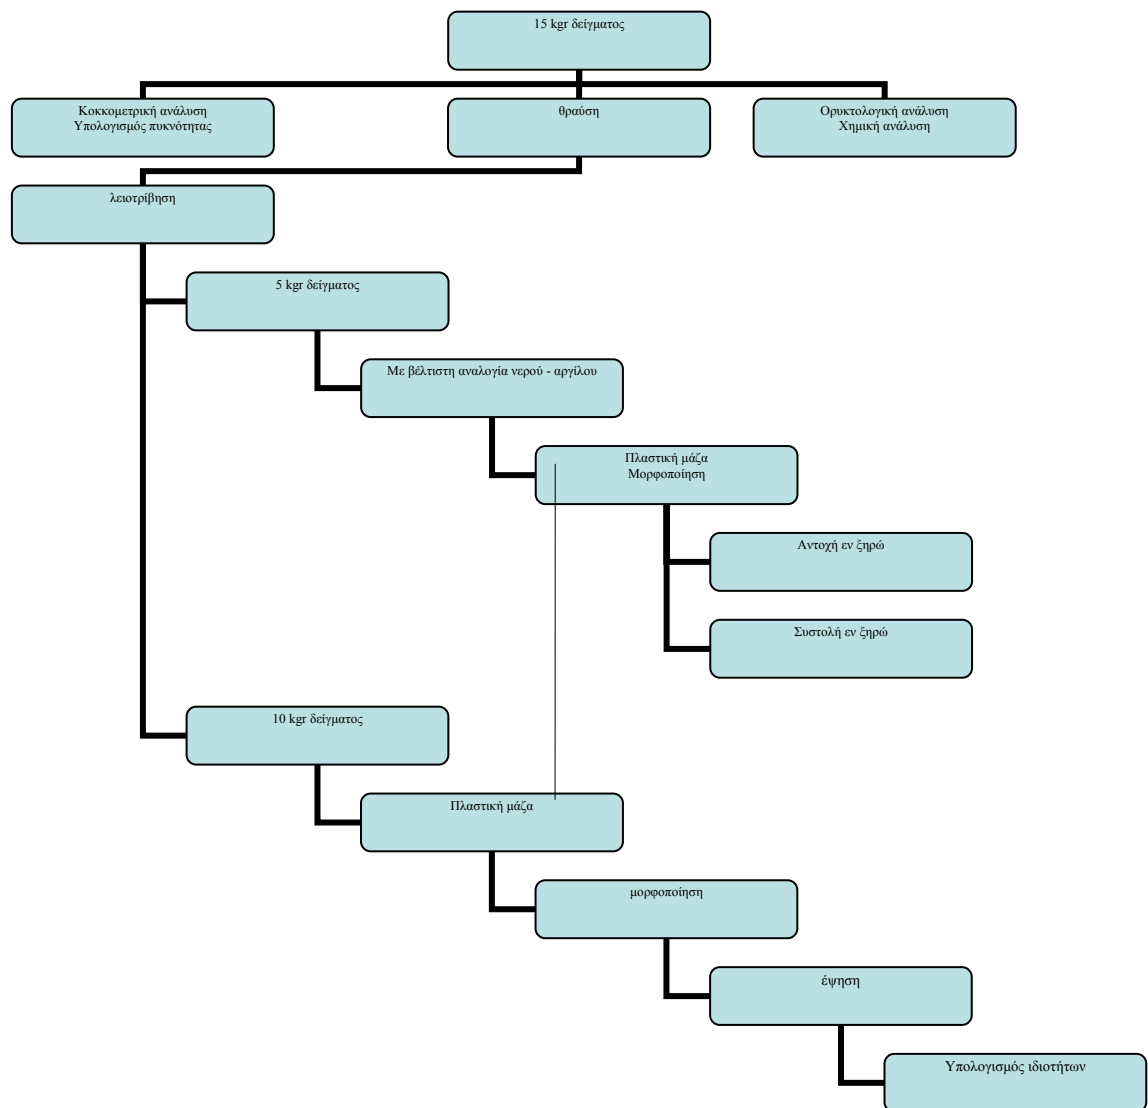 15 kgr δείγματος
Κοκκομετρική ανάλυση
Υπολογισμός πυκνότητας
θραύση
Ορυκτολογική ανάλυση
Χημική ανάλυση
λειοτρίβηση
5 kgr δείγματος
Με βέλτιστη αναλογία νερού - αργίλου
Πλαστική μάζα
Μορφοποίηση
Αντοχή εν ξηρώ
Συστολή εν ξηρώ
10 kgr δείγματος
Πλαστική μάζα
μορφοποίηση
έψηση
Υπολογισμός ιδιοτήτων